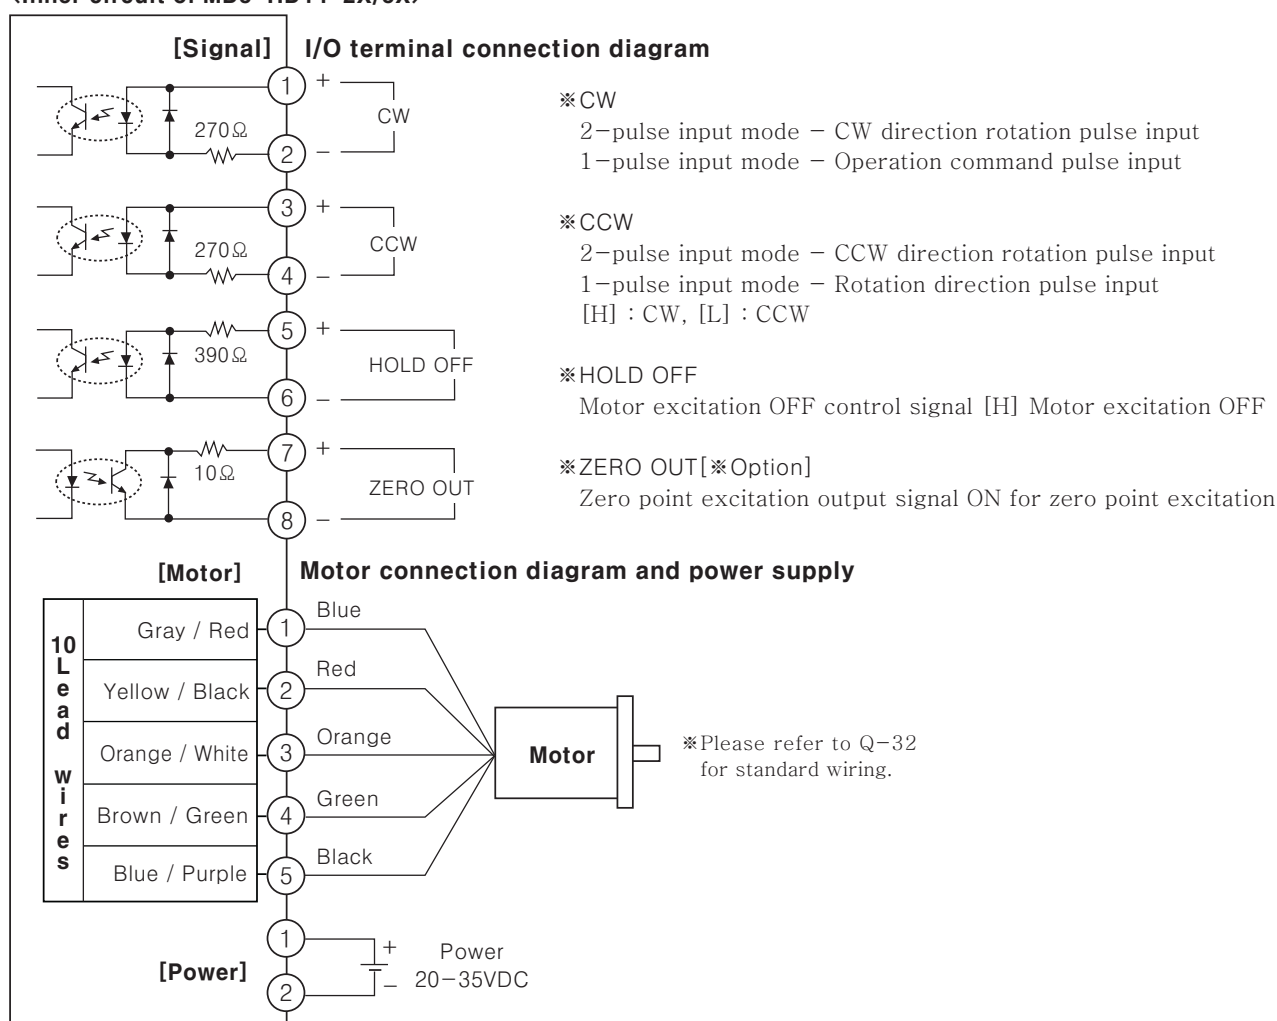 [Signal] I/O terminal connection diagram
1 +
CW
270Ω
2 −
3 +
CCW
270Ω
4 −
5 +
390Ω
HOLD OFF
6 −
7 +
10Ω
ZERO OUT
8 −
※CW
2−pulse input mode − CW direction rotation pulse input
1−pulse input mode − Operation command pulse input
※CCW
2−pulse input mode − CCW direction rotation pulse input
1−pulse input mode − Rotation direction pulse input
[H] : CW, [L] : CCW
※HOLD OFF
Motor excitation OFF control signal [H] Motor excitation OFF
※ZERO OUT[※Option]
Zero point excitation output signal ON for zero point excitation
[Motor] Motor connection diagram and power supply
10 Lead wires
Gray / Red 1 Blue
Yellow / Black 2 Red
Orange / White 3 Orange
Brown / Green 4 Green
Blue / Purple 5 Black
Motor
※Please refer to Q−32
for standard wiring.
[Power]
1 +
Power
20−35VDC
2 −